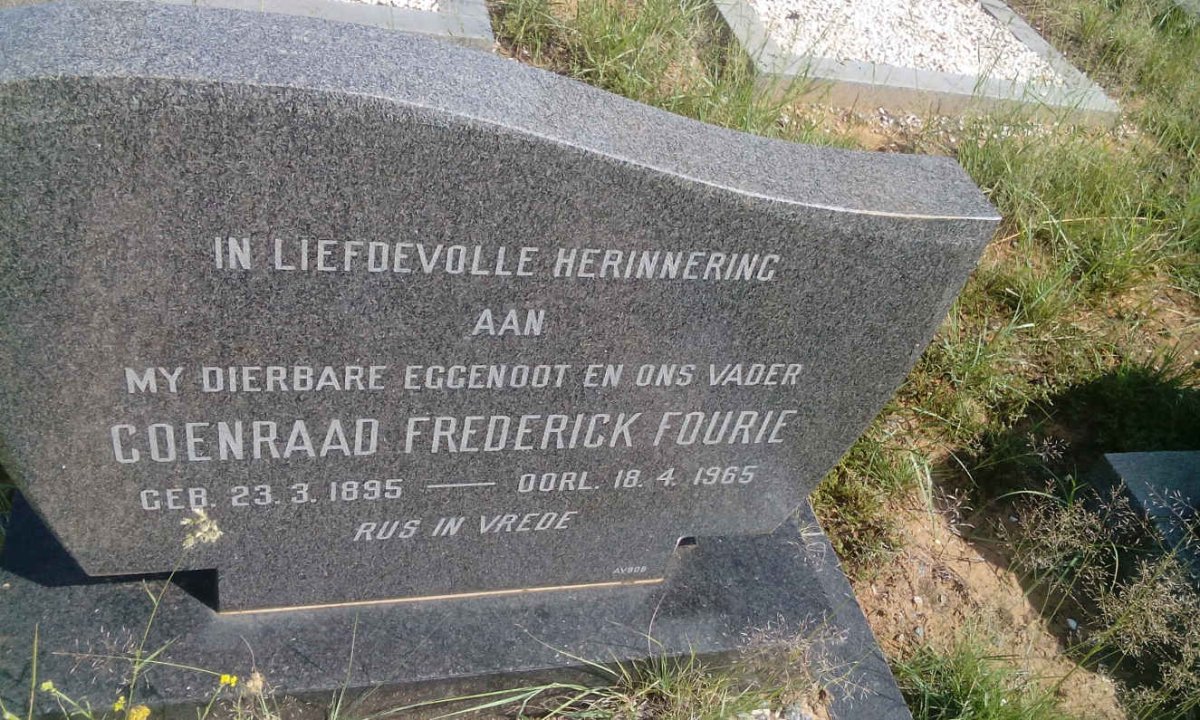 IN LIEFDEVOLLE HERINNERING
AAN
MY DIERBARE EGGENOOT EN ONS VADER
COENRAAD FREDERICK FOURIE
GEB. 23. 3. 1895 — OORL. 18. 4. 1965
RUS IN VREDE
AVBOB